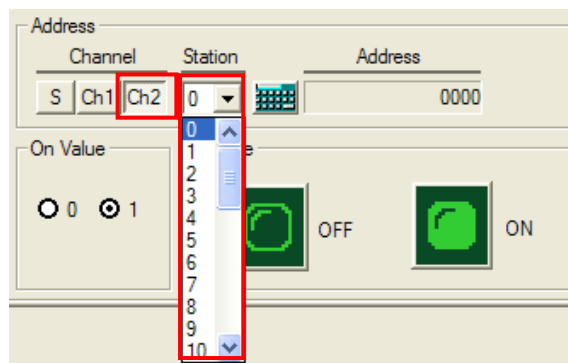 Address
Channel Station Address
S Ch1 Ch2 0 0000
On Value
0 1
0
1
2
3
4
5
6
7
8
9
10
OFF ON